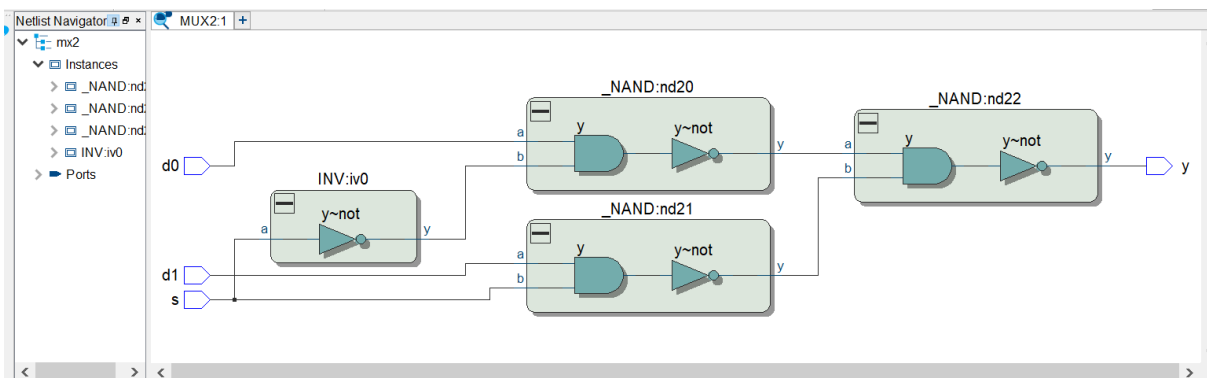 Netlist Navigator
MUX2:1
mx2
Instances
_NAND:nd2
_NAND:nd2
_NAND:nd2
INV:iv0
Ports
_NAND:nd20
y
y~not
a
b
y
_NAND:nd22
y
y~not
a
b
y
y
d0
INV:iv0
y~not
a
y
_NAND:nd21
y
y~not
a
b
y
d1
s